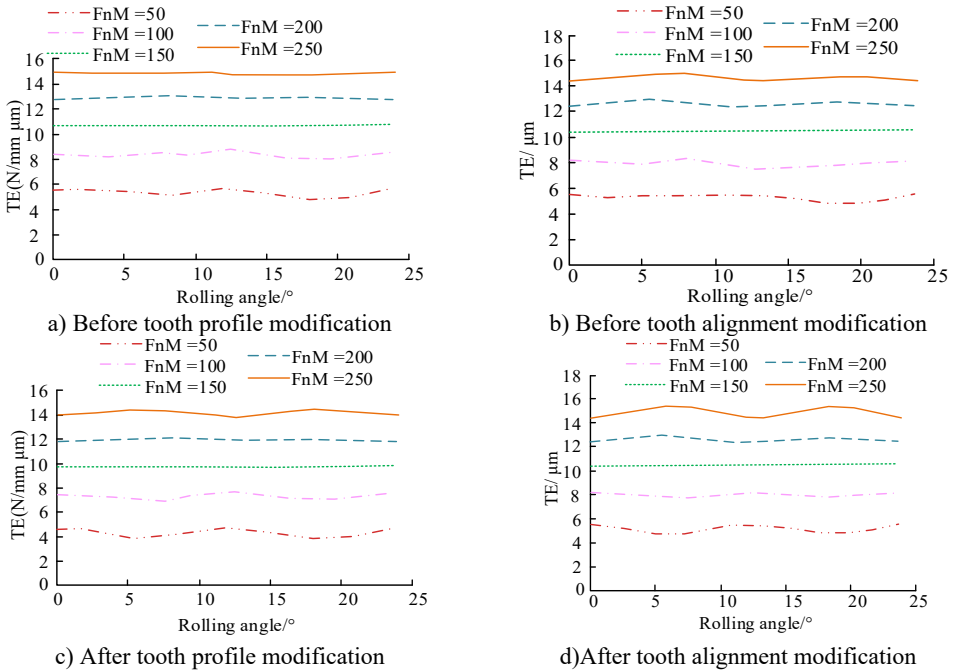 FnM =50
FnM =100
FnM =150
FnM =200
FnM =250
16
14
12
10
8
6
4
2
0
TE(N/mm μm)
0 5 10 15 20 25
Rolling angle/°
a) Before tooth profile modification
FnM =50
FnM =100
FnM =150
FnM =200
FnM =250
18
16
14
12
10
8
6
4
2
0
TE/ μm
0 5 10 15 20 25
Rolling angle/°
b) Before tooth alignment modification
FnM =50
FnM =100
FnM =150
FnM =200
FnM =250
16
14
12
10
8
6
4
2
0
TE(N/mm μm)
0 5 10 15 20 25
Rolling angle/°
c) After tooth profile modification
FnM =50
FnM =100
FnM =150
FnM =200
FnM =250
18
16
14
12
10
8
6
4
2
0
TE/ μm
0 5 10 15 20 25
Rolling angle/°
d)After tooth alignment modification